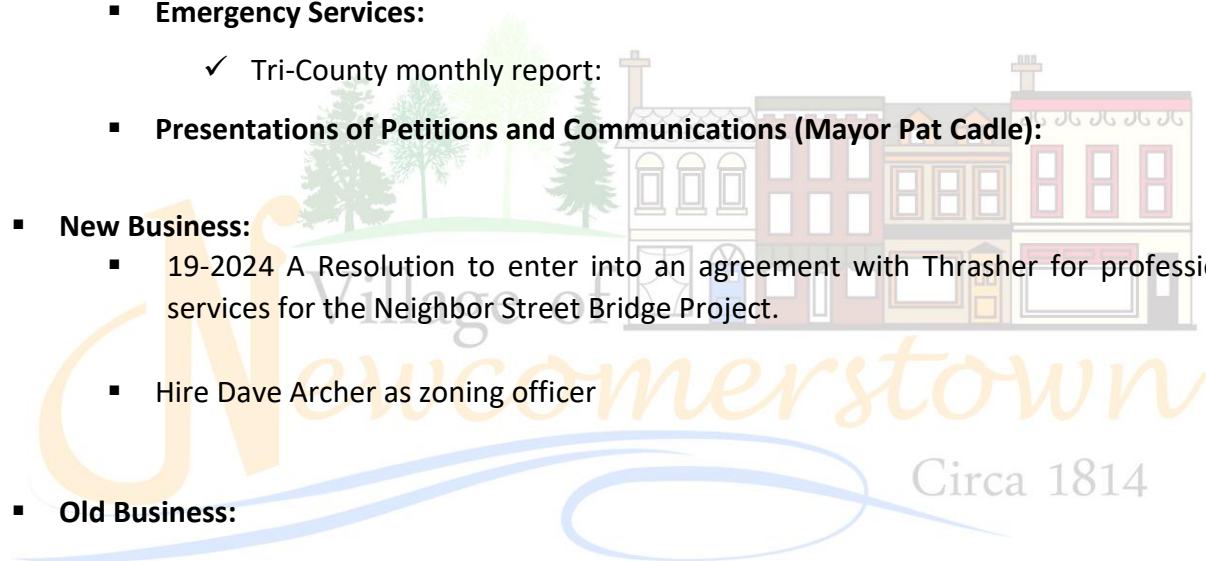 ▪ Emergency Services:
✓ Tri-County monthly report:
▪ Presentations of Petitions and Communications (Mayor Pat Cadle):
▪ New Business:
▪ 19-2024 A Resolution to enter into an agreement with Thrasher for
services for the Neighbor Street Bridge Project.
Village of
▪ Hire Dave Archer as zoning officer
Newcomerstown
Circa 1814
▪ Old Business: